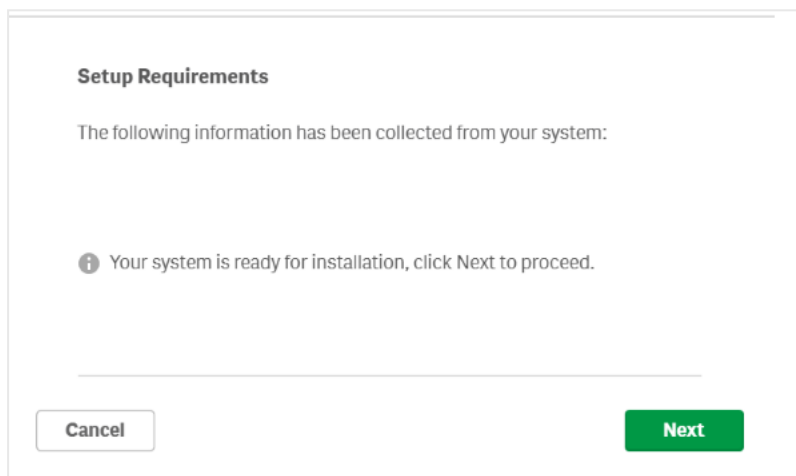 Setup Requirements
The following information has been collected from your system:
Your system is ready for installation, click Next to proceed.
Cancel
Next